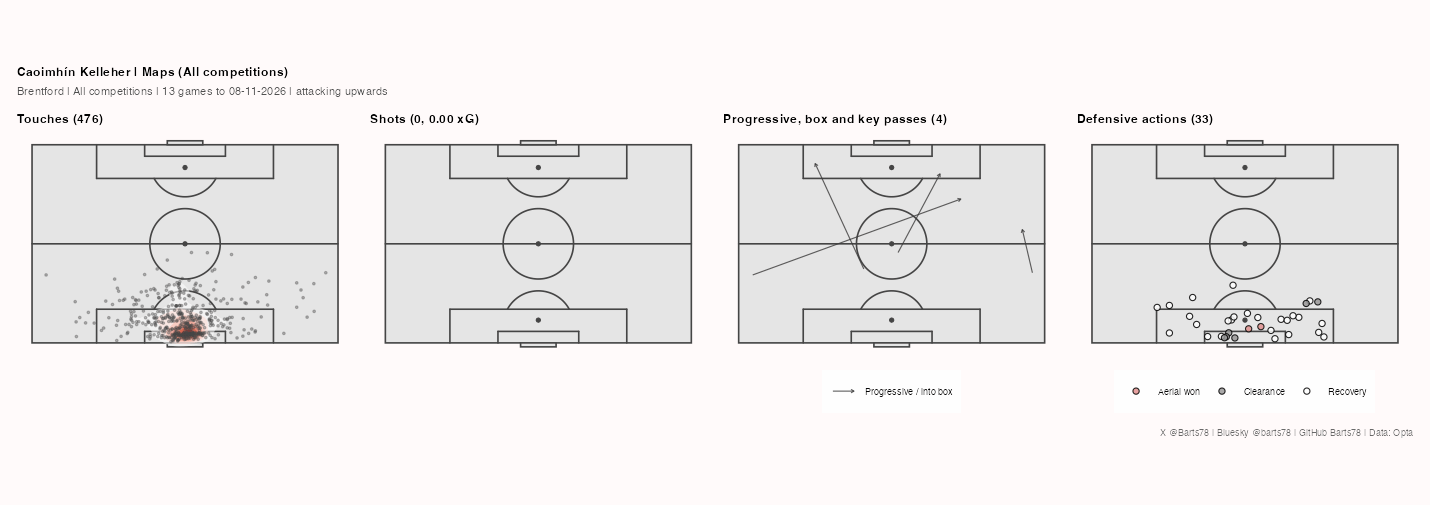 Caoimhín Kelleher | Maps (All competitions)
Brentford | All competitions | 13 games to 08-11-2026 | attacking upwards
Touches (476)
Shots (0, 0.00 xG)
Progressive, box and key passes (4)
Defensive actions (33)
Progressive / into box
Aerial won
Clearance
Recovery
X @Barts78 | Bluesky @barts78 | GitHub Barts78 | Data: Opta